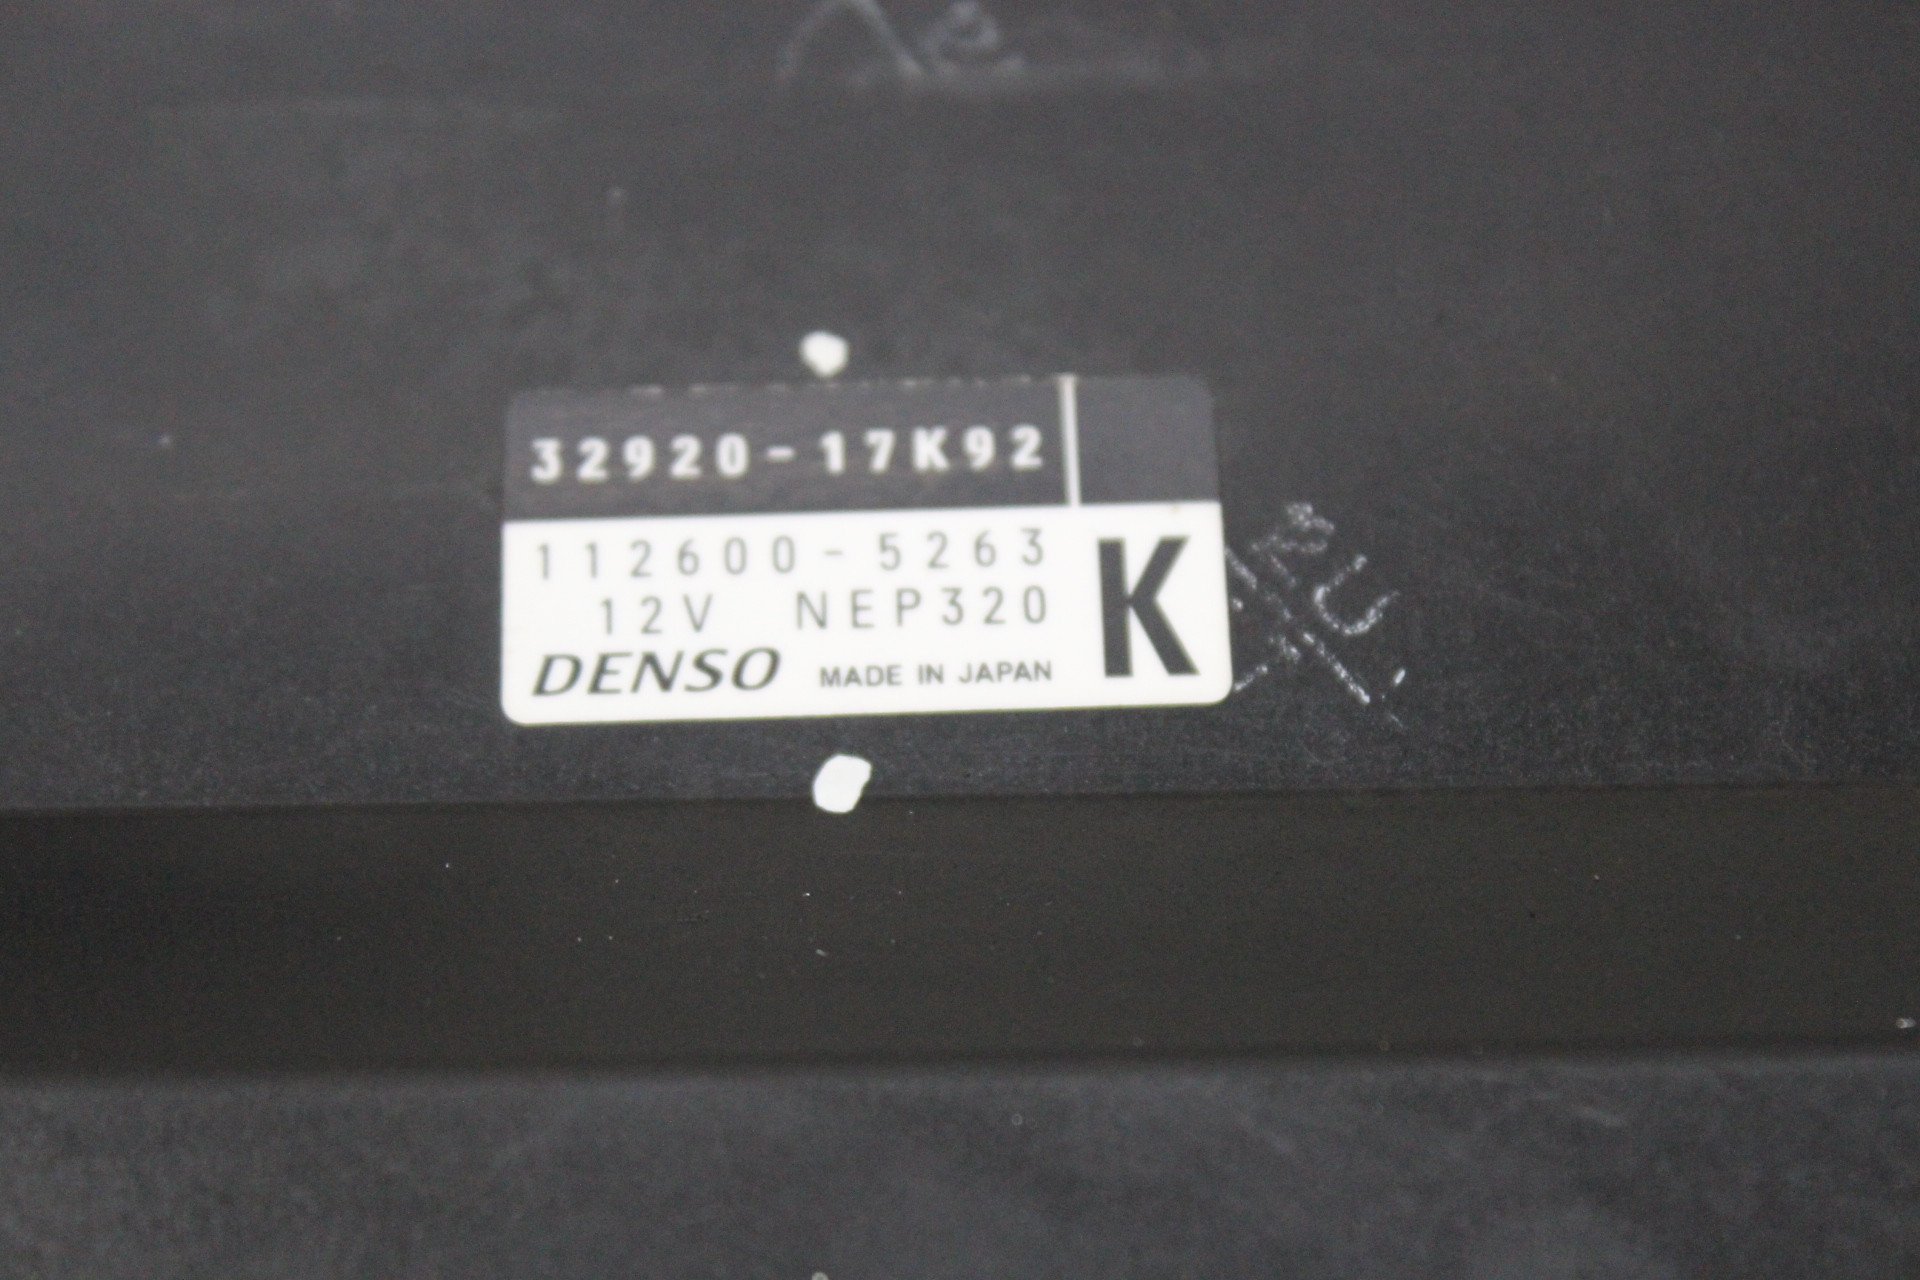 32920-17K92
112600-5263
12V NEP320
K
DENSO MADE IN JAPAN